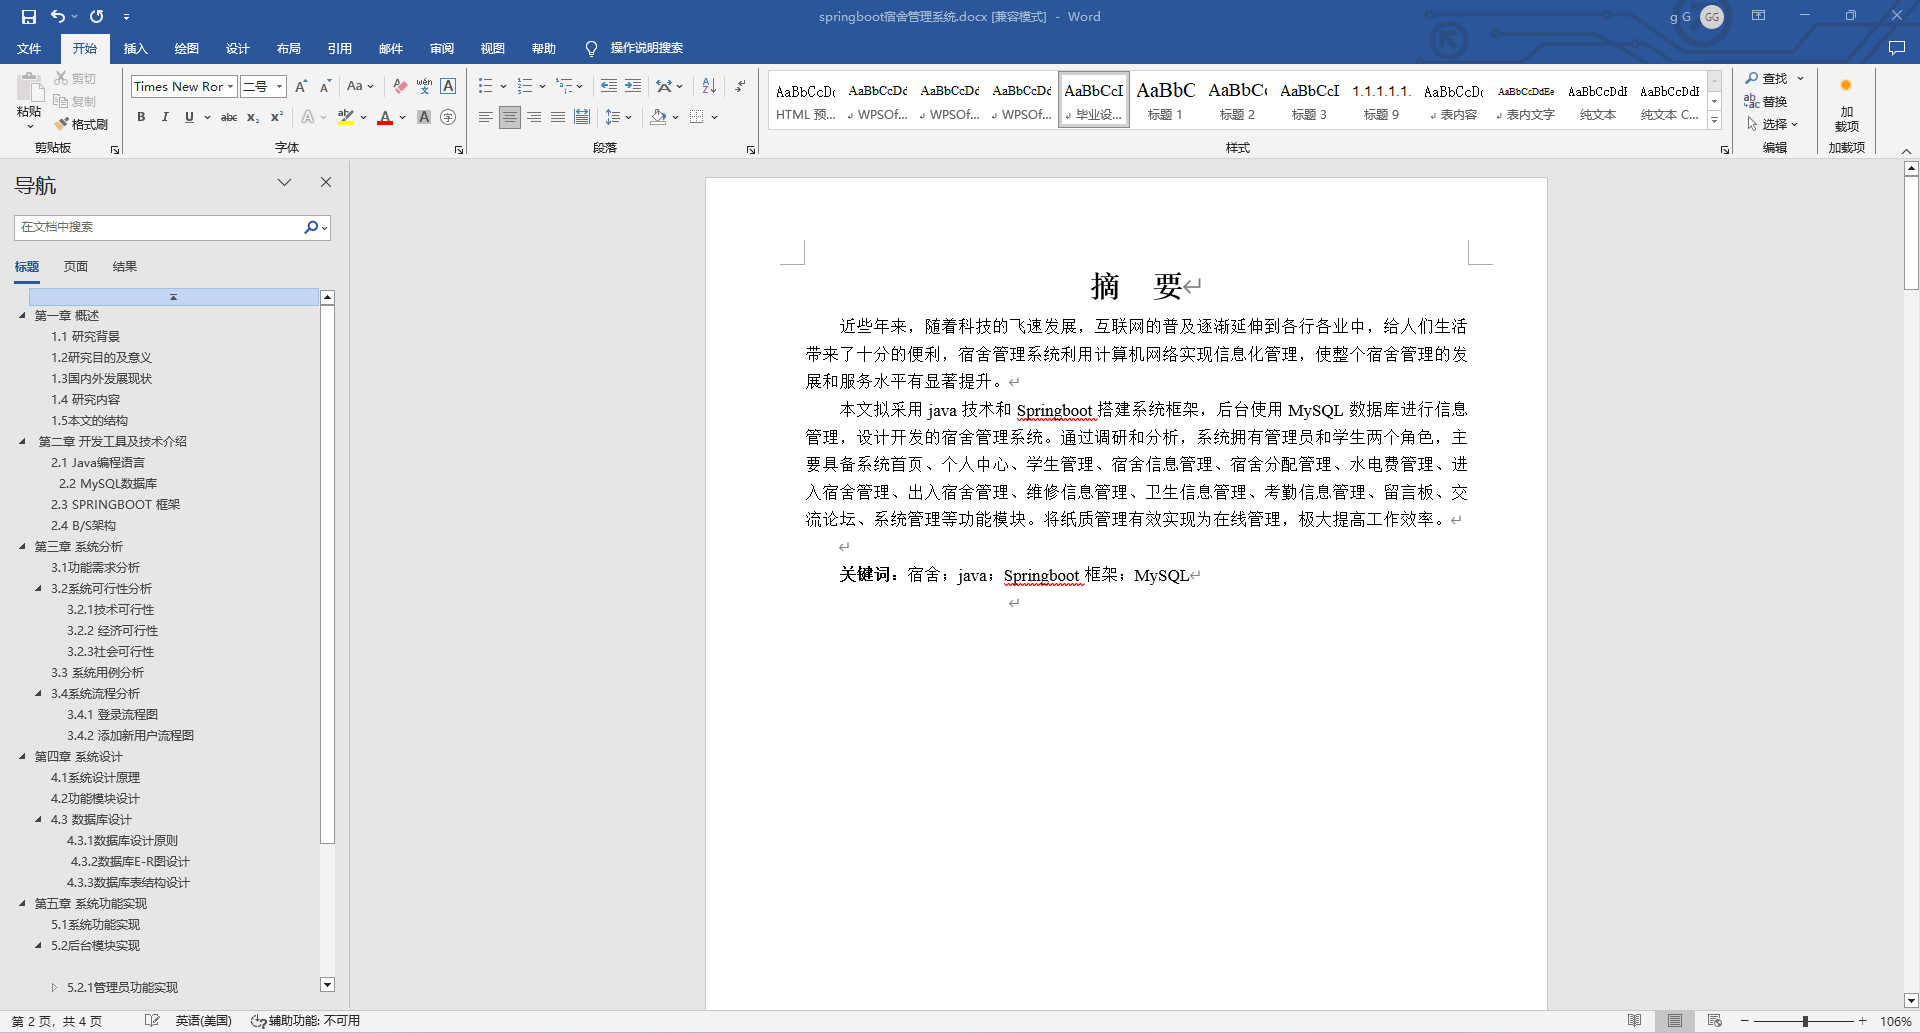 springboot宿舍管理系统.docx [兼容模式] - Word
g G GG
文件 开始 插入 绘图 设计 布局 引用 邮件 审阅 视图 帮助 操作说明搜索
粘贴 剪切 复制 格式刷
剪贴板
Times New Ror 二号
字体
段落
AaBbCcD( AaBbCcDd AaBbCcDd AaBbCcDd AaBbCcI AaBbC AaBbC( AaBbCcI 1.1.1.1.1. AaBbCcD( AaBbCcDdEe AaBbCcDdI AaBbCcDdI
HTML 预... WPSOf... WPSOf... WPSOf... 毕业设... 标题 1 标题 2 标题 3 标题 9 表内容 表内文字 纯文本 纯文本 C...
样式
查找
替换
选择
编辑
加
载项
加载项
导航
在文档中搜索
标题 页面 结果
第一章 概述
1.1 研究背景
1.2研究目的及意义
1.3国内外发展现状
1.4 研究内容
1.5本文的结构
第二章 开发工具及技术介绍
2.1 Java编程语言
2.2 MySQL数据库
2.3 SPRINGBOOT 框架
2.4 B/S架构
第三章 系统分析
3.1功能需求分析
3.2系统可行性分析
3.2.1技术可行性
3.2.2 经济可行性
3.2.3社会可行性
3.3 系统用例分析
3.4系统流程分析
3.4.1 登录流程图
3.4.2 添加新用户流程图
第四章 系统设计
4.1系统设计原理
4.2功能模块设计
4.3 数据库设计
4.3.1数据库设计原则
4.3.2数据库E-R图设计
4.3.3数据库表结构设计
第五章 系统功能实现
5.1系统功能实现
5.2后台模块实现
5.2.1管理员功能实现
摘 要
近些年来，随着科技的飞速发展，互联网的普及逐渐延伸到各行各业中，给人们生活
带来了十分的便利，宿舍管理系统利用计算机网络实现信息化管理，使整个宿舍管理的发
展和服务水平有显著提升。
本文拟采用 java 技术和 Springboot 搭建系统框架，后台使用 MySQL 数据库进行信息
管理，设计开发的宿舍管理系统。通过调研和分析，系统拥有管理员和学生两个角色，主
要具备系统首页、个人中心、学生管理、宿舍信息管理、宿舍分配管理、水电费管理、进
入宿舍管理、出入宿舍管理、维修信息管理、卫生信息管理、考勤信息管理、留言板、交
流论坛、系统管理等功能模块。将纸质管理有效实现为在线管理，极大提高工作效率。
关键词：宿舍；java；Springboot 框架；MySQL
第 2 页，共 4 页 英语(美国) 辅助功能: 不可用 106%